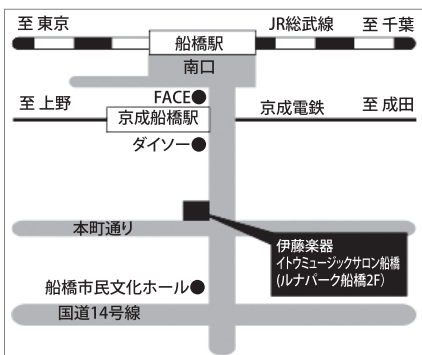 至 東京
JR総武線
至 千葉
船橋駅
南口
FACE●
至 上野
京成電鉄
至 成田
京成船橋駅
ダイソー●
本町通り
伊藤楽器
イトウミュージックサロン船橋
(ルナパーク船橋2F)
船橋市民文化ホール●
国道14号線